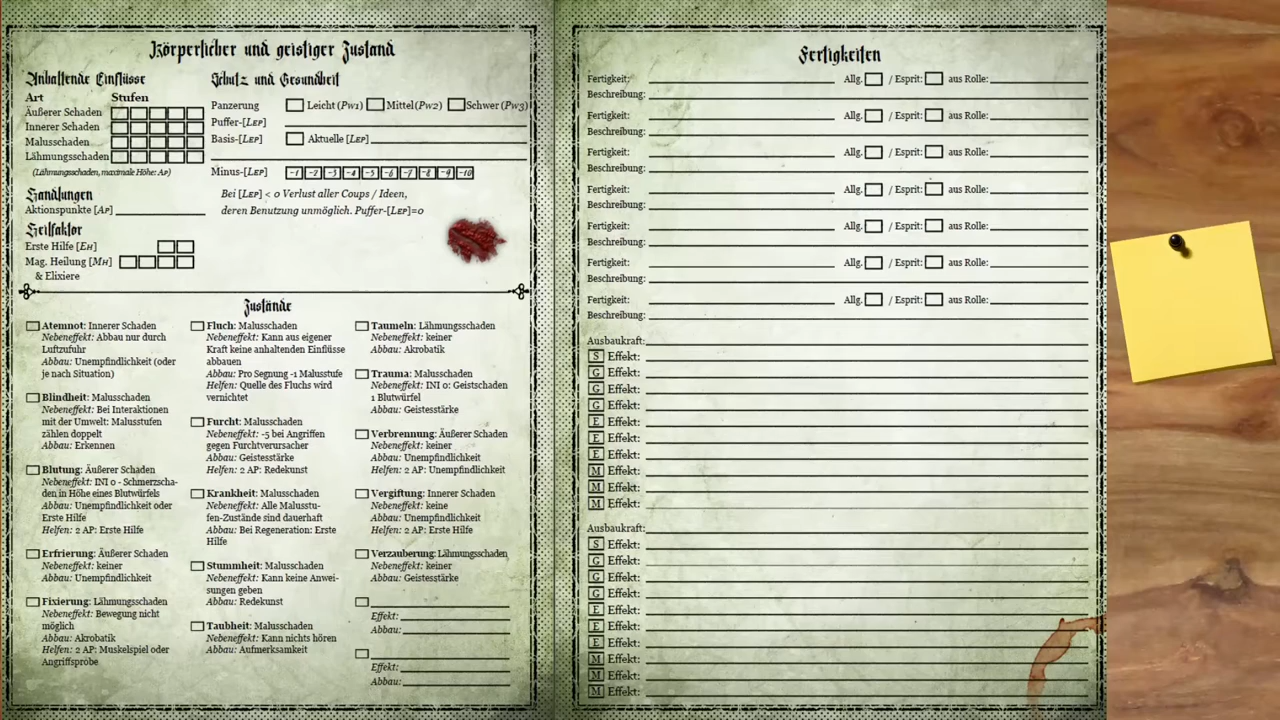 Körperlicher und geistiger Zustand
Anhaltende Einflüsse
Art Stufen
Äußerer Schaden
Innerer Schaden
Malusschaden
Lähmungsschaden
(Lähmungsschaden, maximale Höhe: AP)
Handlungen
Aktionspunkte [AP]
Heilfaktor
Erste Hilfe [EH]
Mag. Heilung [MH]
& Elixiere
Schutz und Gesundheit
Panzerung Leicht (PW1) Mittel (PW2) Schwer (PW3)
Puffer-[LEP]
Basis-[LEP] Aktuelle [LEP]
Minus-[LEP] -1 -2 -3 -4 -5 -6 -7 -8 -9 -10
Bei [LEP] < 0 Verlust aller Coups / Ideen,
deren Benutzung unmöglich. Puffer-[LEP]=0
Zustände
Atemnot: Innerer Schaden
Nebeneffekt: Abbau nur durch
Luftzufuhr
Abbau: Unempfindlichkeit (oder
je nach Situation)
Blindheit: Malusschaden
Nebeneffekt: Bei Interaktionen
mit der Umwelt: Malusstufen
zählen doppelt
Abbau: Erkennen
Blutung: Äußerer Schaden
Nebeneffekt: INI 0 - Schmerzscha-
den in Höhe eines Blutwürfels
Abbau: Unempfindlichkeit oder
Erste Hilfe
Helfen: 2 AP: Erste Hilfe
Erfrierung: Äußerer Schaden
Nebeneffekt: keiner
Abbau: Unempfindlichkeit
Fixierung: Lähmungsschaden
Nebeneffekt: Bewegung nicht
möglich
Abbau: Akrobatik
Helfen: 2 AP: Muskelspiel oder
Angriffsprobe
Fluch: Malusschaden
Nebeneffekt: Kann aus eigener
Kraft keine anhaltenden Einflüsse
abbauen
Abbau: Pro Segnung -1 Malusstufe
Helfen: Quelle des Fluchs wird
vernichtet
Furcht: Malusschaden
Nebeneffekt: -5 bei Angriffen
gegen Furchtverursacher
Abbau: Geistesstärke
Helfen: 2 AP: Redekunst
Krankheit: Malusschaden
Nebeneffekt: Alle Malusstu-
fen-Zustände sind dauerhaft
Abbau: Bei Regeneration: Erste
Hilfe
Stummheit: Malusschaden
Nebeneffekt: Kann keine Anwei-
sungen geben
Abbau: Redekunst
Taubheit: Malusschaden
Nebeneffekt: Kann nichts hören
Abbau: Aufmerksamkeit
Taumeln: Lähmungsschaden
Nebeneffekt: keiner
Abbau: Akrobatik
Trauma: Malusschaden
Nebeneffekt: INI 0: Geistschaden
1 Blutwürfel
Abbau: Geistesstärke
Verbrennung: Äußerer Schaden
Nebeneffekt: keiner
Abbau: Unempfindlichkeit
Helfen: 2 AP: Unempfindlichkeit
Vergiftung: Innerer Schaden
Nebeneffekt: keine
Abbau: Unempfindlichkeit
Helfen: 2 AP: Erste Hilfe
Verzauberung: Lähmungsschaden
Nebeneffekt: keiner
Abbau: Geistesstärke
Effekt:
Abbau:
Effekt:
Abbau:
Fertigkeiten
Fertigkeit: Allg. / Esprit: aus Rolle:
Beschreibung:
Fertigkeit: Allg. / Esprit: aus Rolle:
Beschreibung:
Fertigkeit: Allg. / Esprit: aus Rolle:
Beschreibung:
Fertigkeit: Allg. / Esprit: aus Rolle:
Beschreibung:
Fertigkeit: Allg. / Esprit: aus Rolle:
Beschreibung:
Fertigkeit: Allg. / Esprit: aus Rolle:
Beschreibung:
Fertigkeit: Allg. / Esprit: aus Rolle:
Beschreibung:
Ausbaukraft:
S Effekt:
G Effekt:
G Effekt:
G Effekt:
E Effekt:
E Effekt:
E Effekt:
M Effekt:
M Effekt:
M Effekt:
Ausbaukraft:
S Effekt:
G Effekt:
G Effekt:
G Effekt:
E Effekt:
E Effekt:
E Effekt:
M Effekt:
M Effekt:
M Effekt: